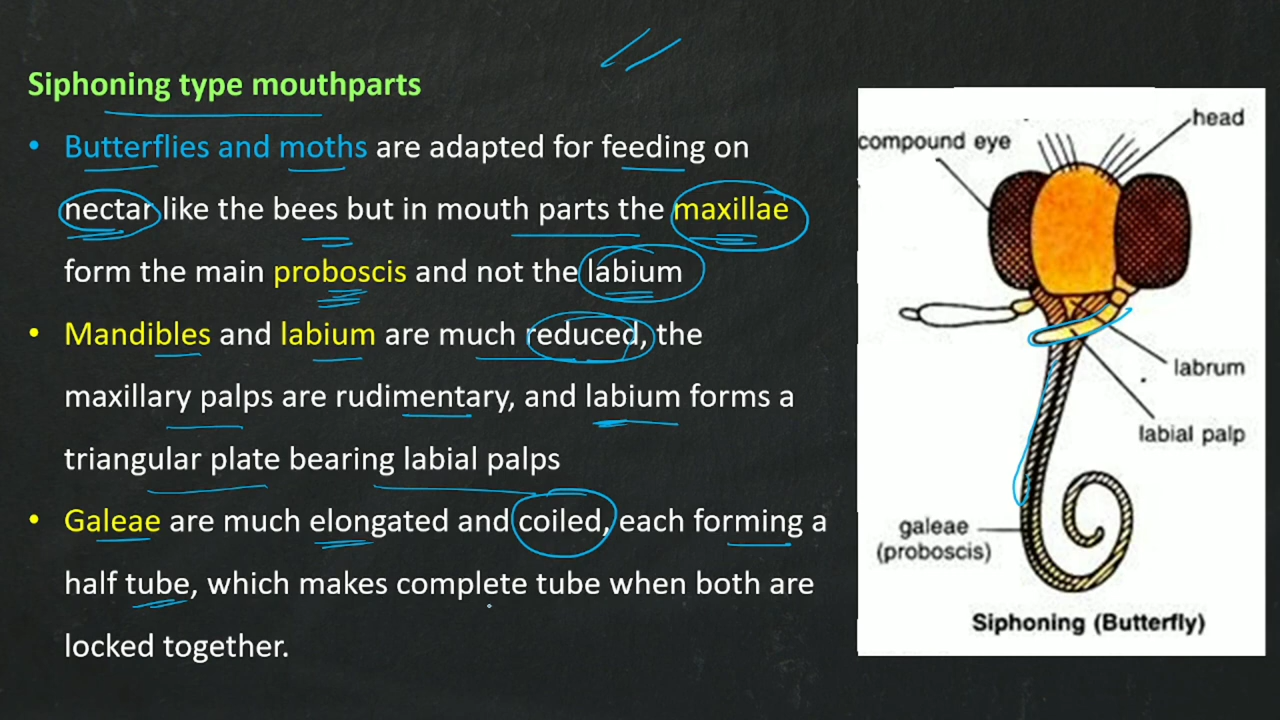 Siphoning type mouthparts
• Butterflies and moths are adapted for feeding on
nectar like the bees but in mouth parts the maxillae
form the main proboscis and not the labium
• Mandibles and labium are much reduced, the
maxillary palps are rudimentary, and labium forms a
triangular plate bearing labial palps
• Galeae are much elongated and coiled, each forming a
half tube, which makes complete tube when both are
locked together.
head
compound eye
labrum
labial palp
galeae
(proboscis)
Siphoning (Butterfly)